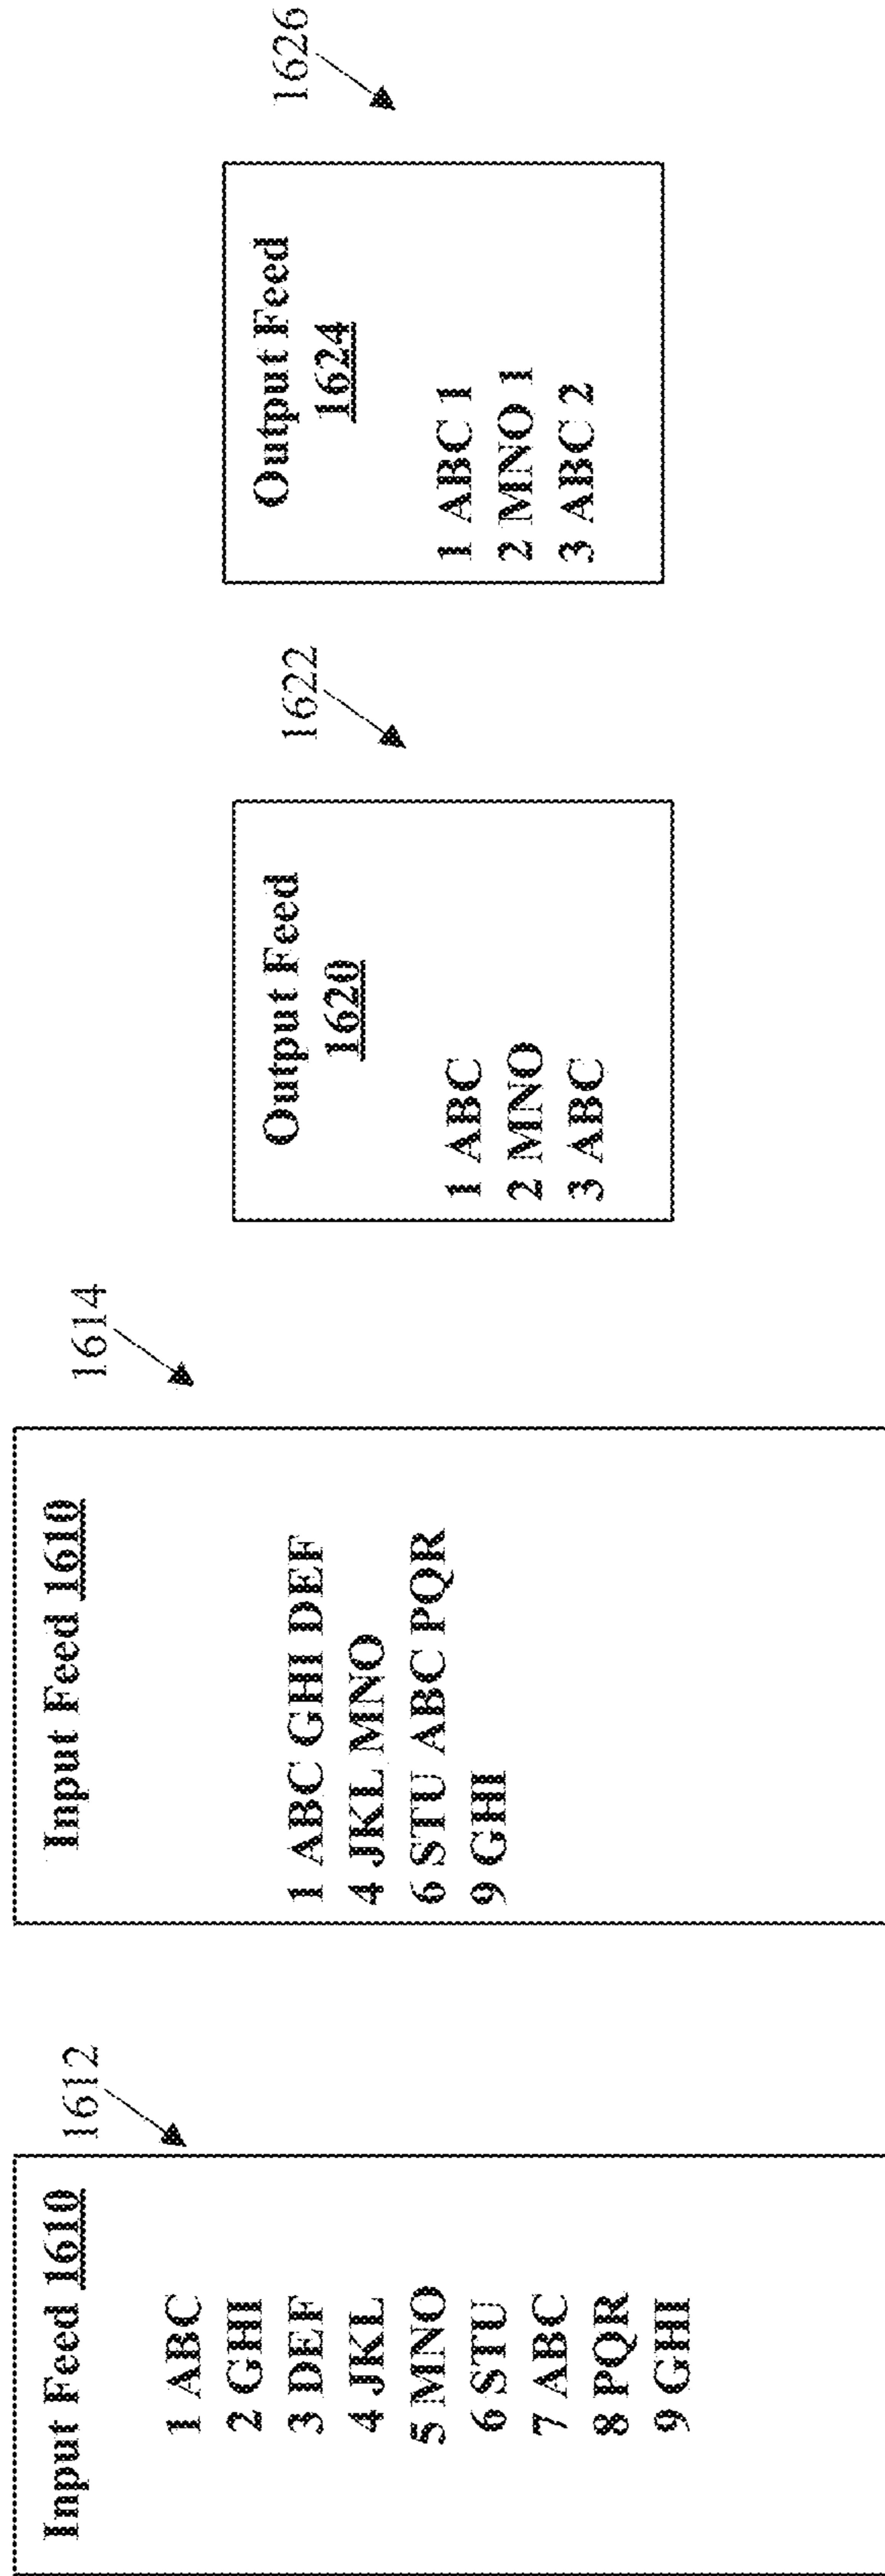 Input Feed 1610
1612
1 ABC
2 GHI
3 DEF
4 JKL
5 MNO
6 STU
7 ABC
8 PQR
9 GHI
Input Feed 1610
1614
1 ABC GHI DEF
4 JKL MNO
6 STU ABC PQR
9 GHI
Output Feed
1620
1622
1 ABC
2 MNO
3 ABC
Output Feed
1624
1626
1 ABC 1
2 MNO 1
3 ABC 2